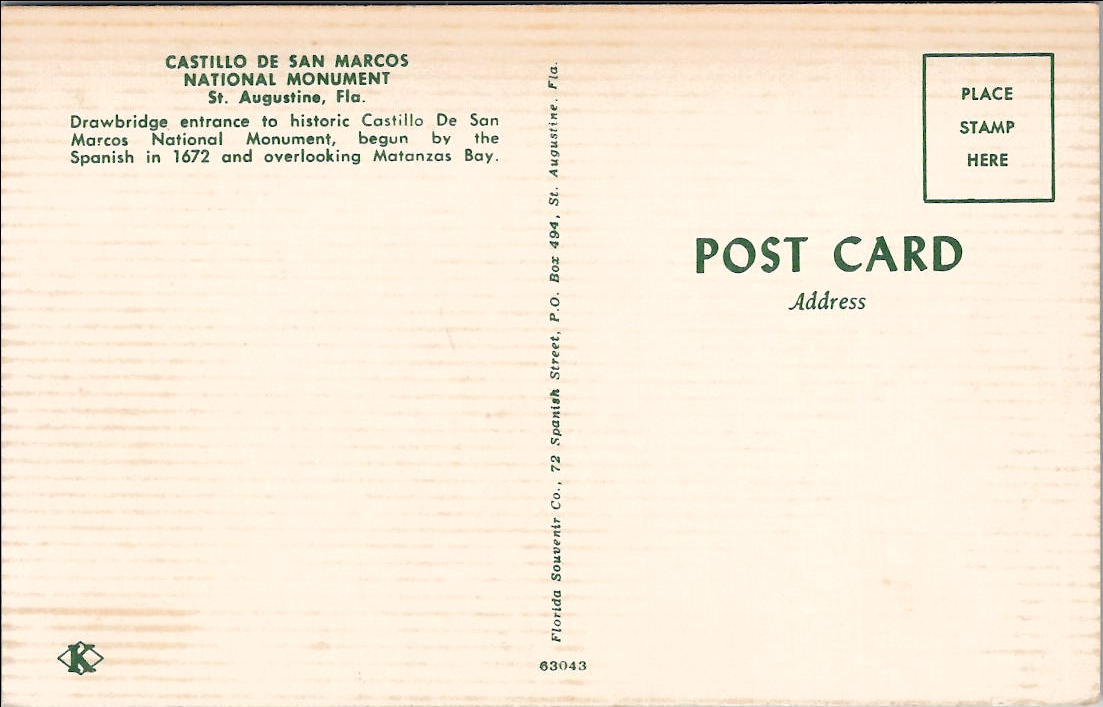 CASTILLO DE SAN MARCOS
NATIONAL MONUMENT
St. Augustine, Fla.
Drawbridge entrance to historic Castillo De San
Marcos National Monument, begun by the
Spanish in 1672 and overlooking Matanzas Bay.
Florida Souvenir Co., 72 Spanish Street, P.O. Box 494, St. Augustine, Fla.
PLACE
STAMP
HERE
POST CARD
Address
K
63043